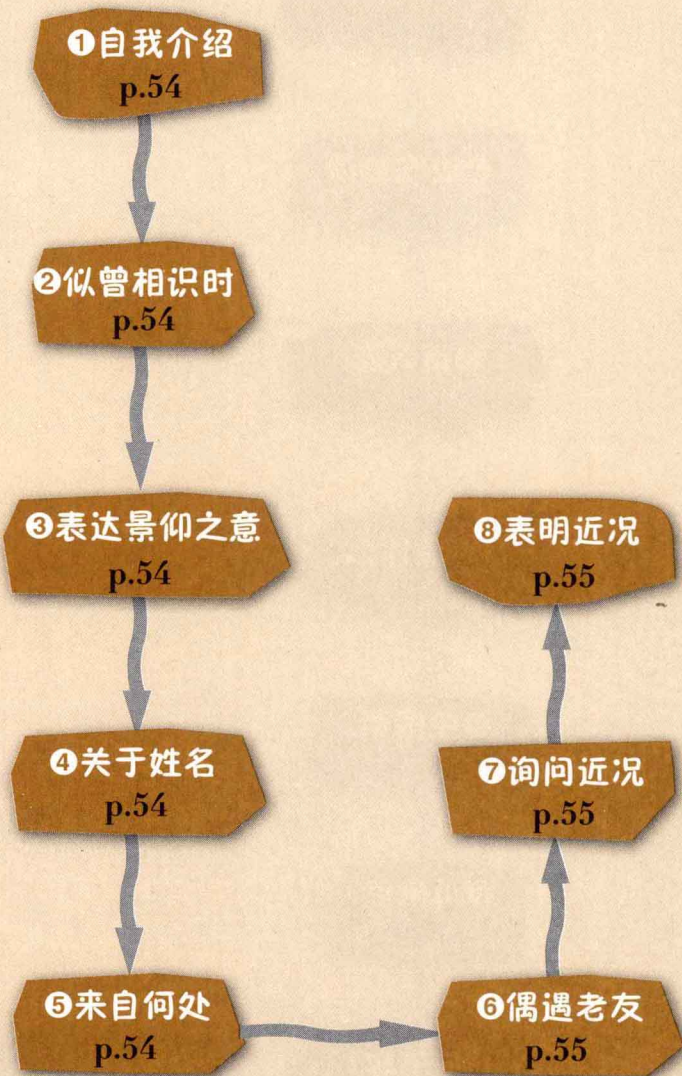 ❶自我介绍
p.54
❷似曾相识时
p.54
❸表达景仰之意
p.54
❹关于姓名
p.54
❺来自何处
p.54
❻偶遇老友
p.55
❼询问近况
p.55
❽表明近况
p.55